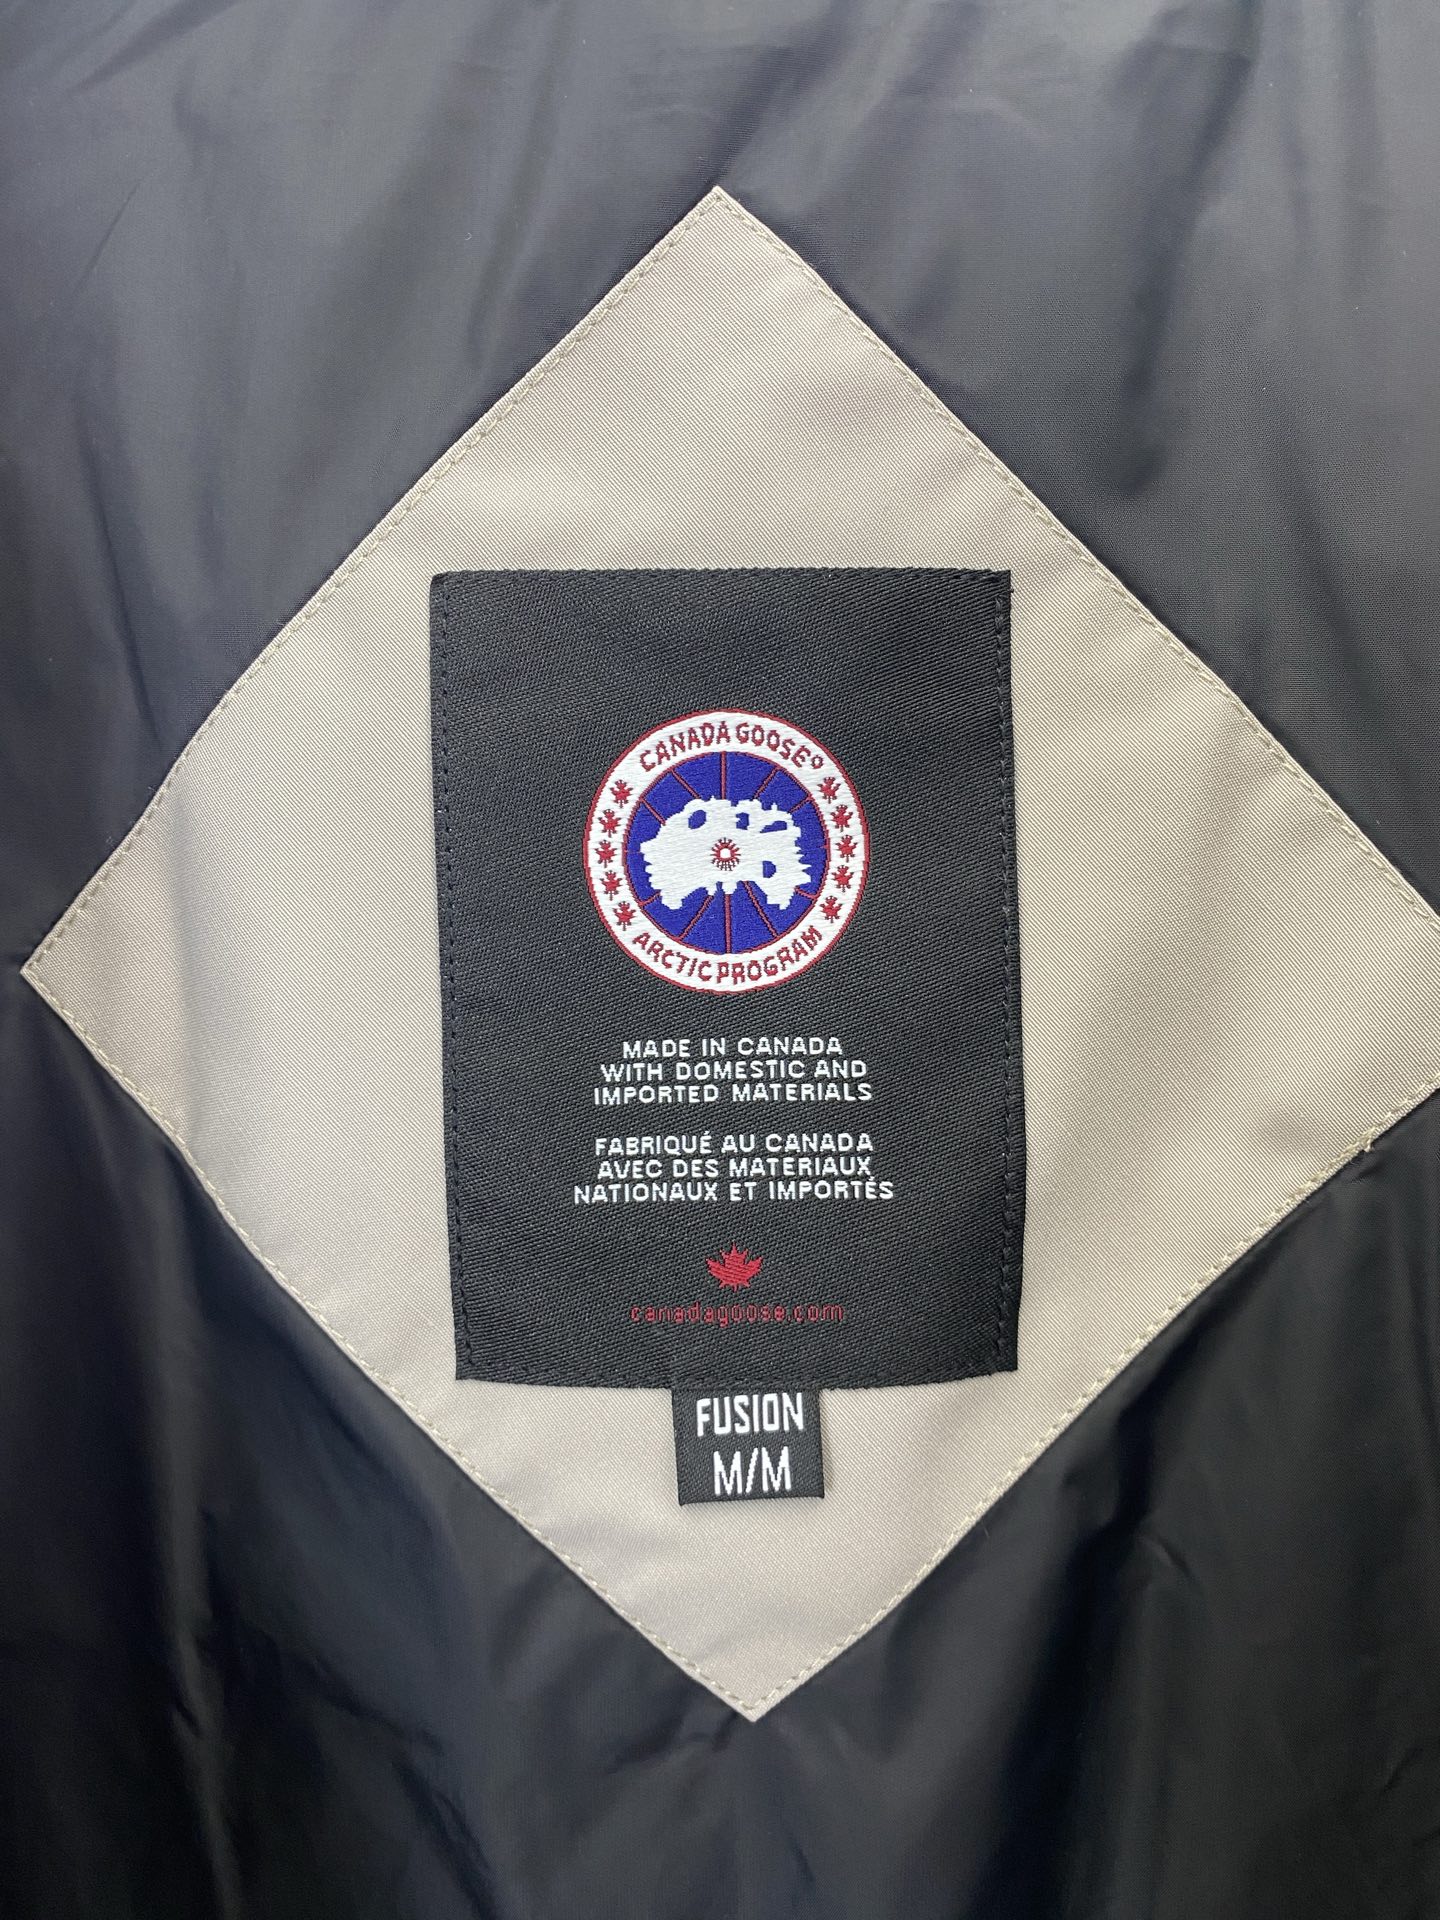 CANADA GOOSE®
ARCTIC PROGRAM
MADE IN CANADA
WITH DOMESTIC AND
IMPORTED MATERIALS
FABRIQUÉ AU CANADA
AVEC DES MATÉRIAUX
NATIONAUX ET IMPORTÉS
canadagoose.com
FUSION
M/M